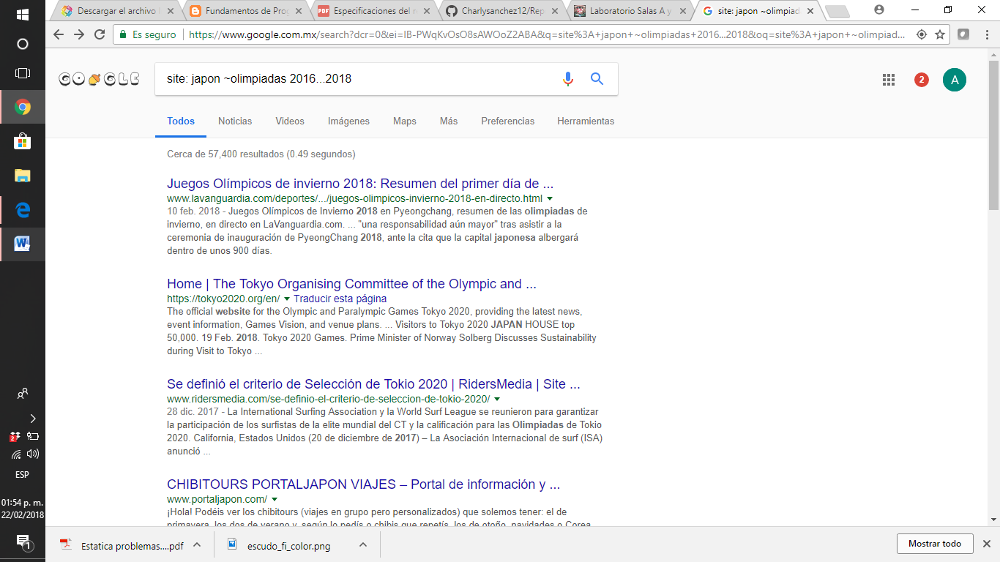 Descargar el archivo
Fundamentos de Prog
Especificaciones del r
Charlysanchez12/Rep
Laboratorio Salas A y
site: japon ~olimpiad
Es seguro
https://www.google.com.mx/search?dcr=0&ei=IB-PWqKvOsO8sAWOoZ2ABA&q=site%3A+japon+~olimpiadas+2016...2018&oq=site%3A+japon+~olimpiad...
GOOGLE
site: japon ~olimpiadas 2016...2018
2
A
Todos
Noticias
Videos
Imágenes
Maps
Más
Preferencias
Herramientas
Cerca de 57,400 resultados (0.49 segundos)
Juegos Olímpicos de invierno 2018: Resumen del primer día de ...
www.lavanguardia.com/deportes/.../juegos-olimpicos-invierno-2018-en-directo.html
10 feb. 2018 - Juegos Olímpicos de Invierno 2018 en Pyeongchang, resumen de las olimpiadas de
invierno, en directo en LaVanguardia.com. ... "una responsabilidad aún mayor" tras asistir a la
ceremonia de inauguración de PyeongChang 2018, ante la cita que la capital japonesa albergará
dentro de unos 900 días.
Home | The Tokyo Organising Committee of the Olympic and ...
https://tokyo2020.org/en/ Traducir esta página
The official website for the Olympic and Paralympic Games Tokyo 2020, providing the latest news,
event information, Games Vision, and venue plans. ... Visitors to Tokyo 2020 JAPAN HOUSE top
50,000. 19 Feb. 2018. Tokyo 2020 Games. Prime Minister of Norway Solberg Discusses Sustainability
during Visit to Tokyo ...
Se definió el criterio de Selección de Tokio 2020 | RidersMedia | Site ...
www.ridersmedia.com/se-definio-el-criterio-de-seleccion-de-tokio-2020/
28 dic. 2017 - La International Surfing Association y la World Surf League se reunieron para garantizar
la participación de los surfistas de la elite mundial del CT y la calificación para las Olimpiadas de Tokio
2020. California, Estados Unidos (20 de diciembre de 2017) – La Asociación Internacional de surf (ISA)
anunció ...
CHIBITOURS PORTALJAPON VIAJES – Portal de información y ...
www.portaljapon.com/
¡Hola! Podéis ver los chibitours (viajes en grupo pero personalizados) que solemos tener: el de
primavera, los dos de verano y, según lo pedís o chibis que repetís, los de otoño, navidades o Corea
2
ESP
01:54 p. m.
22/02/2018
1
Estatica problemas....pdf
escudo_fi_color.png
Mostrar todo